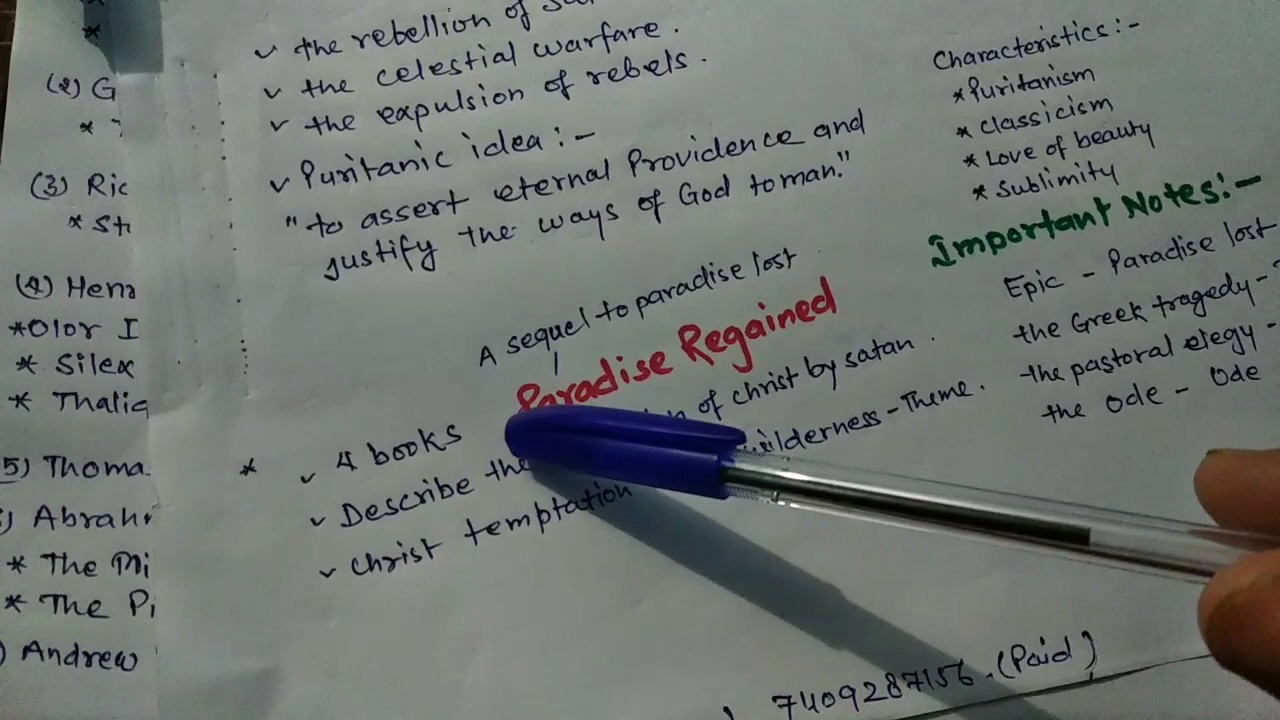 *
(2) G
*
(3) Ric
* St
(4) Henr
*Olor I
* Silex
* Thalia
5) Thoma
) Abrah
* The Mi
* The Pi
) Andrew
✓ the rebellion of
✓ the celestial warfare.
✓ the expulsion of rebels.
✓ Puritanic idea :-
"to assert eternal Providence and
justify the ways of God to man."
A sequel to paradise lost
Paradise Regained
* ✓ 4 books
✓ Describe the of christ by satan.
✓ christ temptation wilderness - Theme.
7409287156. (Paid)
Characteristics :-
* Puritanism
* classicism
* Love of beauty
* Sublimity
Important Notes:-
Epic - Paradise lost
the Greek tragedy -
the pastoral elegy -
the Ode - Ode